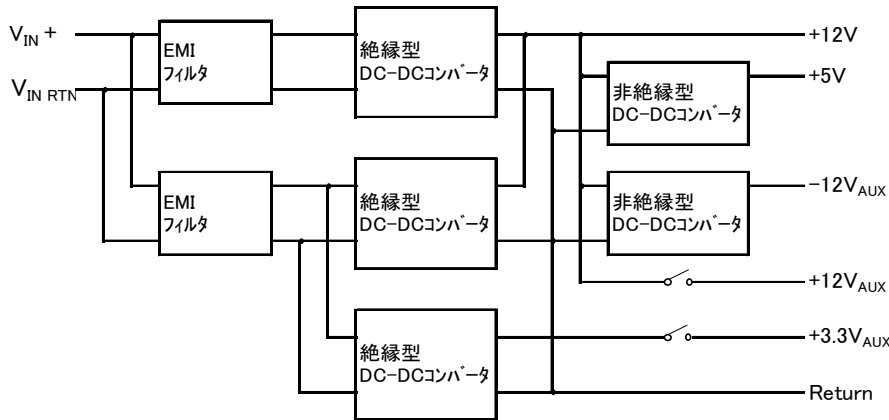 VIN +
VIN RTN
EMI
フィルタ
絶縁型
DC-DCコンバータ
+12V
+5V
非絶縁型
DC-DCコンバータ
EMI
フィルタ
絶縁型
DC-DCコンバータ
非絶縁型
DC-DCコンバータ
-12VAUX
+12VAUX
+3.3VAUX
絶縁型
DC-DCコンバータ
Return